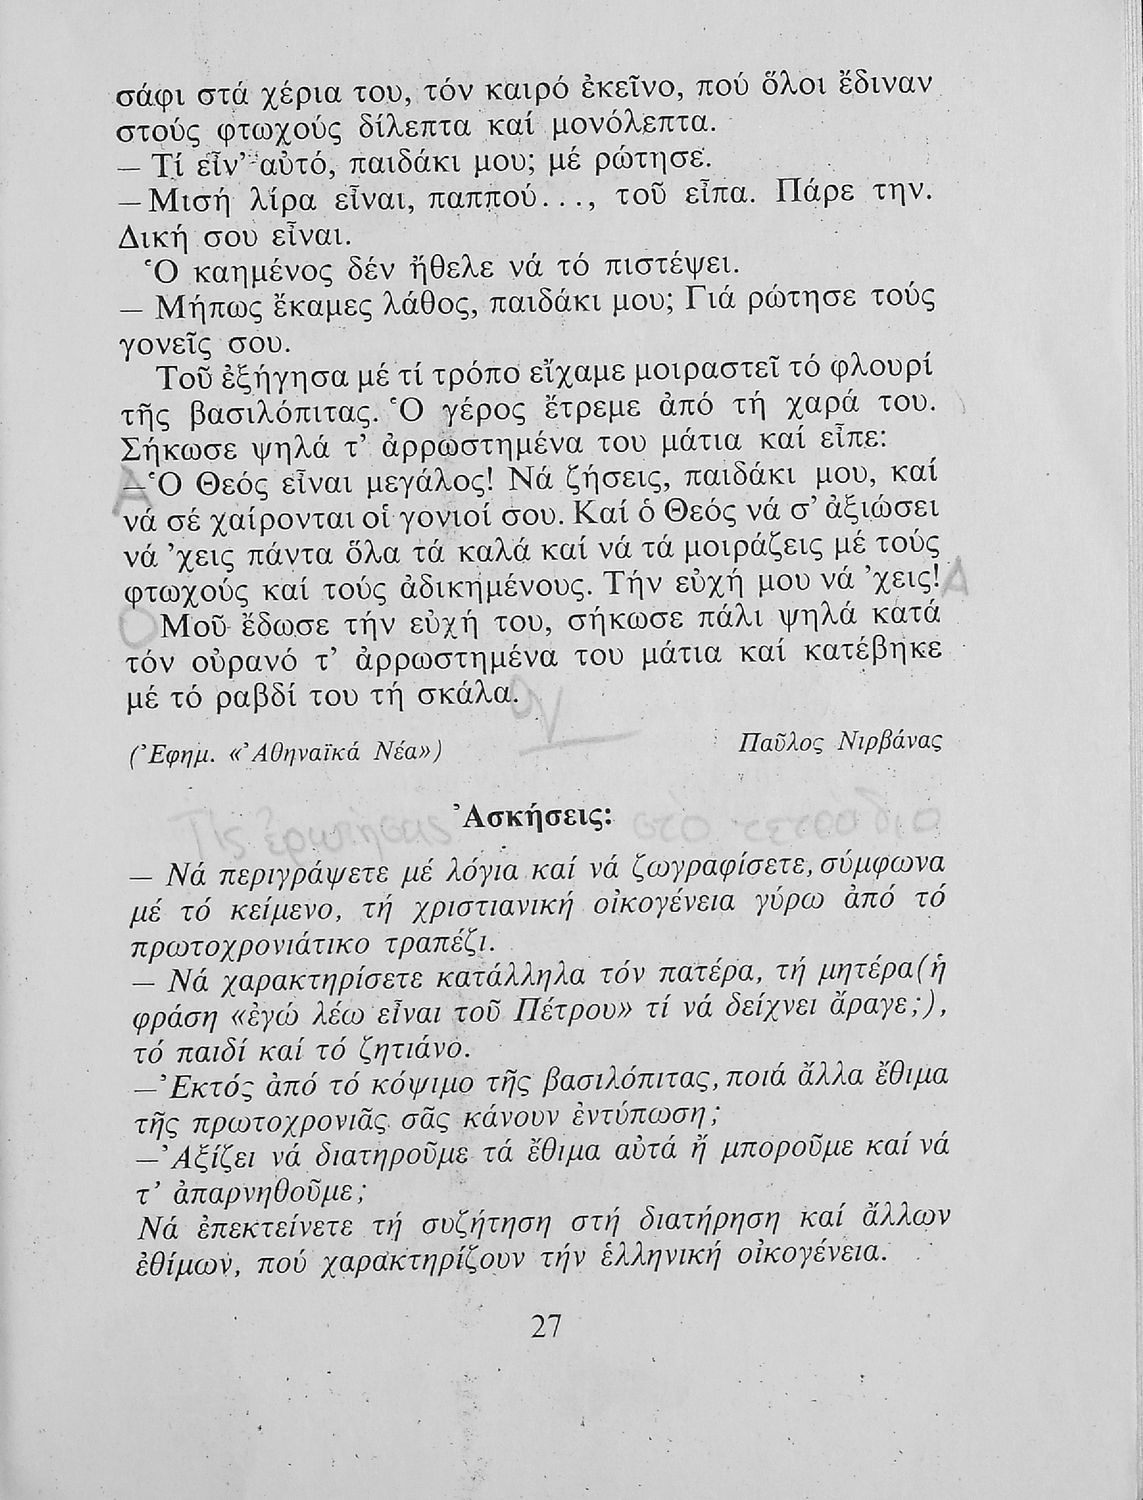 σάφι στά χέρια του, τόν καιρό ἐκεῖνο, πού ὅλοι ἔδιναν
στούς φτωχούς δίλεπτα καί μονόλεπτα.
— Τί εἶν' αὐτό, παιδάκι μου; μέ ρώτησε.
— Μισή λίρα εἶναι, παππού..., τοῦ εἶπα. Πάρε την.
Δική σου εἶναι.
Ὁ καημένος δέν ἤθελε νά τό πιστέψει.
— Μήπως ἔκαμες λάθος, παιδάκι μου; Γιά ρώτησε τούς
γονεῖς σου.
Τοῦ ἐξήγησα μέ τί τρόπο εἴχαμε μοιραστεῖ τό φλουρί
τῆς βασιλόπιτας. Ὁ γέρος ἔτρεμε ἀπό τή χαρά του.
Σήκωσε ψηλά τ' ἀρρωστημένα του μάτια καί εἶπε:
Α
— Ὁ Θεός εἶναι μεγάλος! Νά ζήσεις, παιδάκι μου, καί
νά σέ χαίρονται οἱ γονιοί σου. Καί ὁ Θεός νά σ' ἀξιώσει
νά 'χεις πάντα ὅλα τά καλά καί νά τά μοιράζεις μέ τούς
φτωχούς καί τούς ἀδικημένους. Τήν εὐχή μου νά 'χεις!
Α
Ο
Μοῦ ἔδωσε τήν εὐχή του, σήκωσε πάλι ψηλά κατά
τόν οὐρανό τ' ἀρρωστημένα του μάτια καί κατέβηκε
μέ τό ραβδί του τή σκάλα.
(Ἐφημ. «Ἀθηναϊκά Νέα») Παῦλος Νιρβάνας
Ἀσκήσεις:
Τίς ἐρωτήσεις στό τετράδιο
— Νά περιγράψετε μέ λόγια καί νά ζωγραφίσετε, σύμφωνα
μέ τό κείμενο, τή χριστιανική οἰκογένεια γύρω ἀπό τό
πρωτοχρονιάτικο τραπέζι.
— Νά χαρακτηρίσετε κατάλληλα τόν πατέρα, τή μητέρα(ἡ
φράση «ἐγώ λέω εἶναι τοῦ Πέτρου» τί νά δείχνει ἄραγε;),
τό παιδί καί τό ζητιάνο.
— Ἐκτός ἀπό τό κόψιμο τῆς βασιλόπιτας, ποιά ἄλλα ἔθιμα
τῆς πρωτοχρονιᾶς σᾶς κάνουν ἐντύπωση;
— Ἀξίζει νά διατηροῦμε τά ἔθιμα αὐτά ἤ μποροῦμε καί νά
τ' ἀπαρνηθοῦμε;
Νά ἐπεκτείνετε τή συζήτηση στή διατήρηση καί ἄλλων
ἐθίμων, πού χαρακτηρίζουν τήν ἑλληνική οἰκογένεια.
27